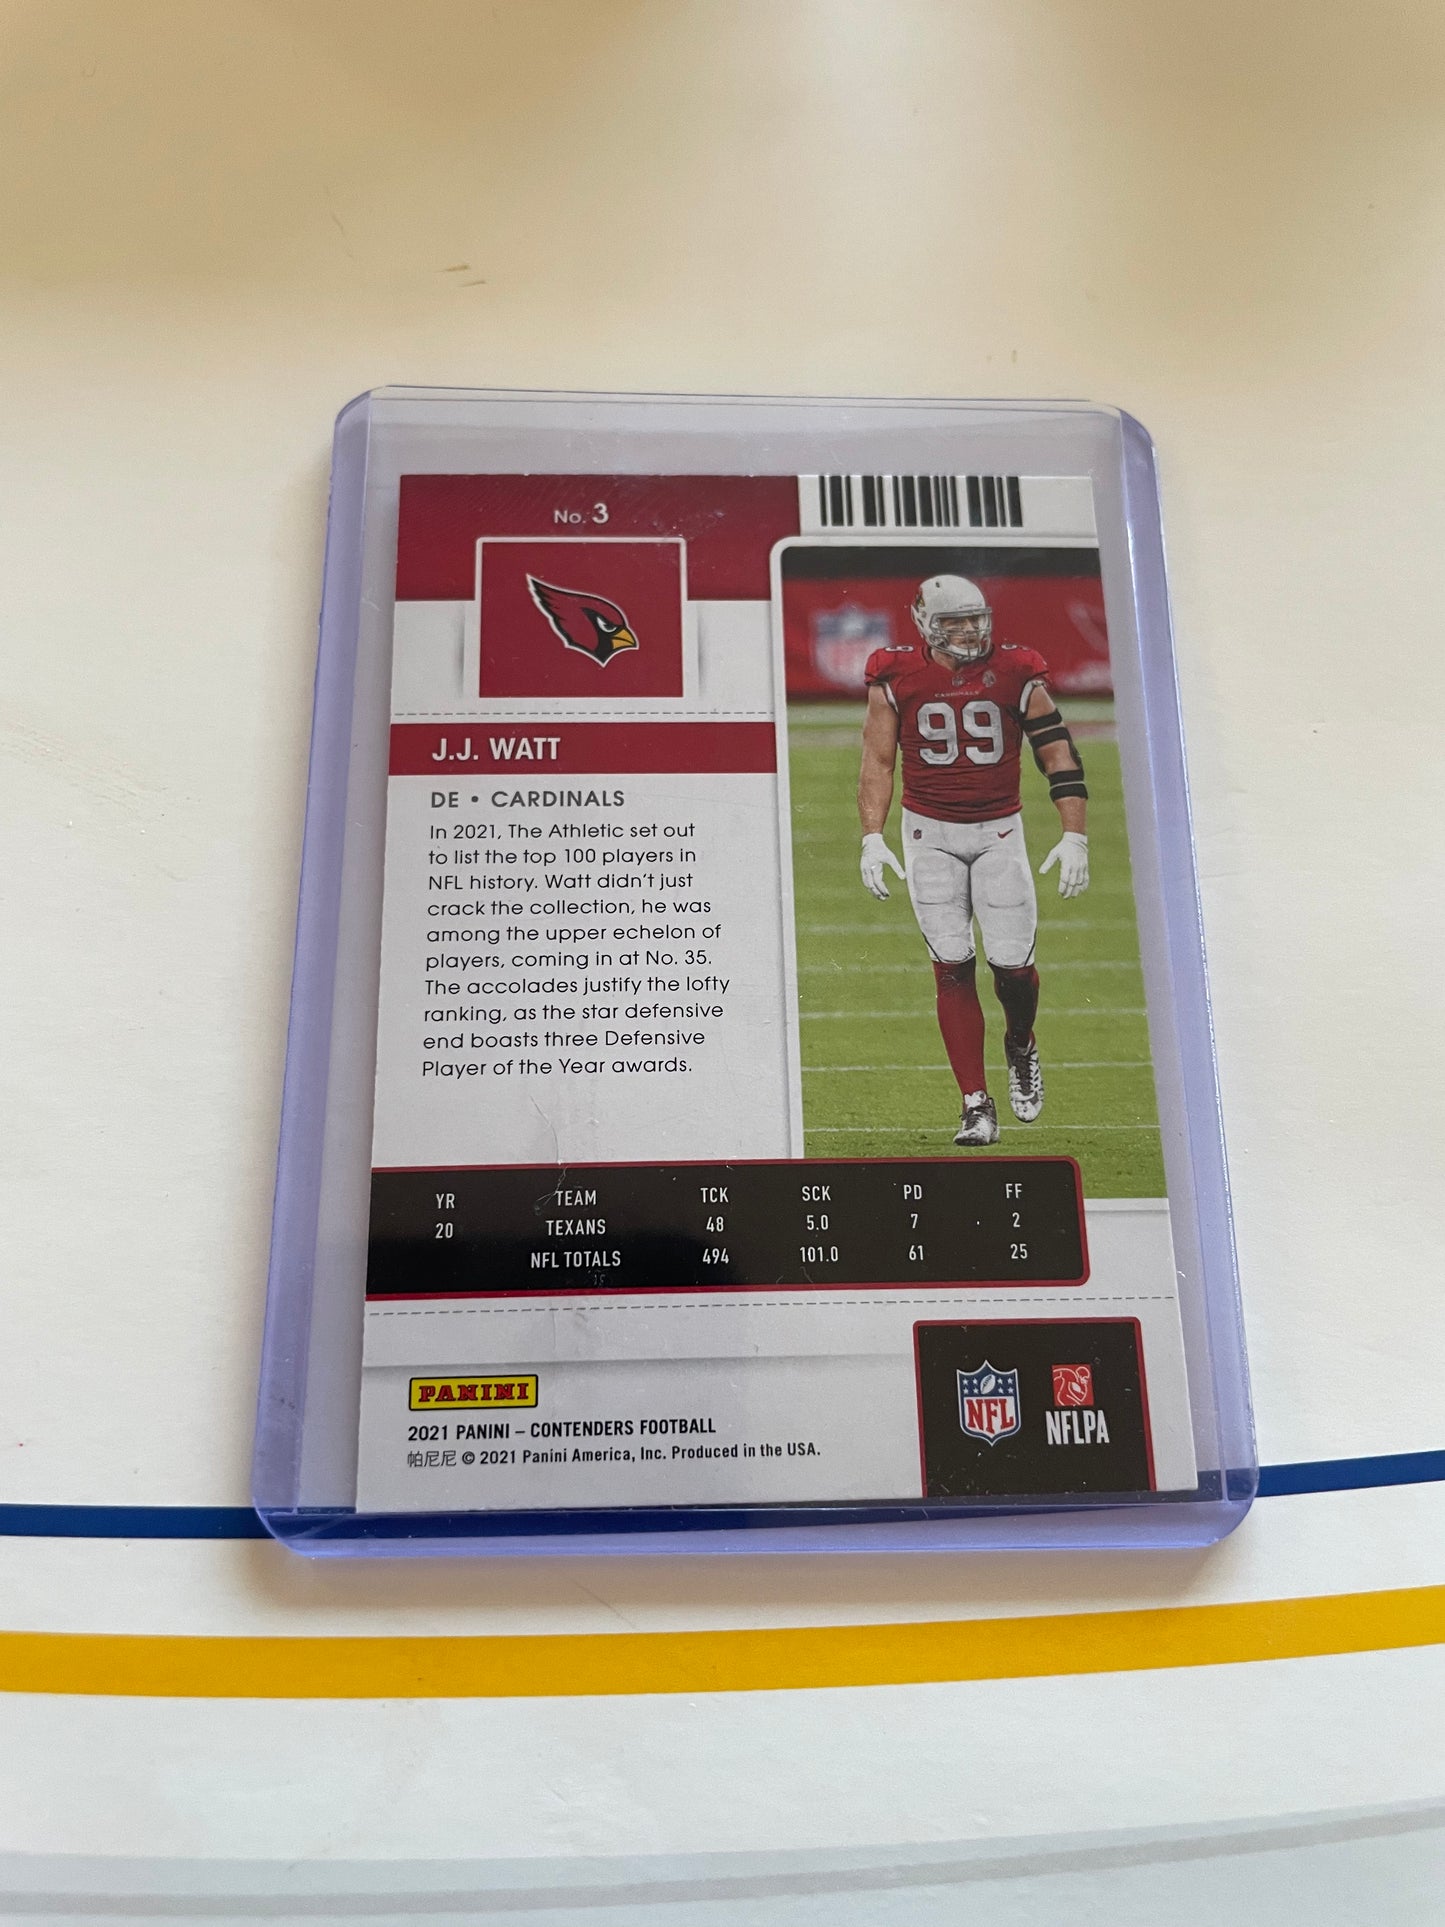 No. 3
J.J. WATT
DE • CARDINALS
In 2021, The Athletic set out
to list the top 100 players in
NFL history. Watt didn't just
crack the collection, he was
among the upper echelon of
players, coming in at No. 35.
The accolades justify the lofty
ranking, as the star defensive
end boasts three Defensive
Player of the Year awards.
99
9
99
CARDINALS
YR TEAM TCK SCK PD FF
20 TEXANS 48 5.0 7 2
NFL TOTALS 494 101.0 61 25
PANINI
2021 PANINI – CONTENDERS FOOTBALL
帕尼尼 © 2021 Panini America, Inc. Produced in the USA.
NFL
NFLPA